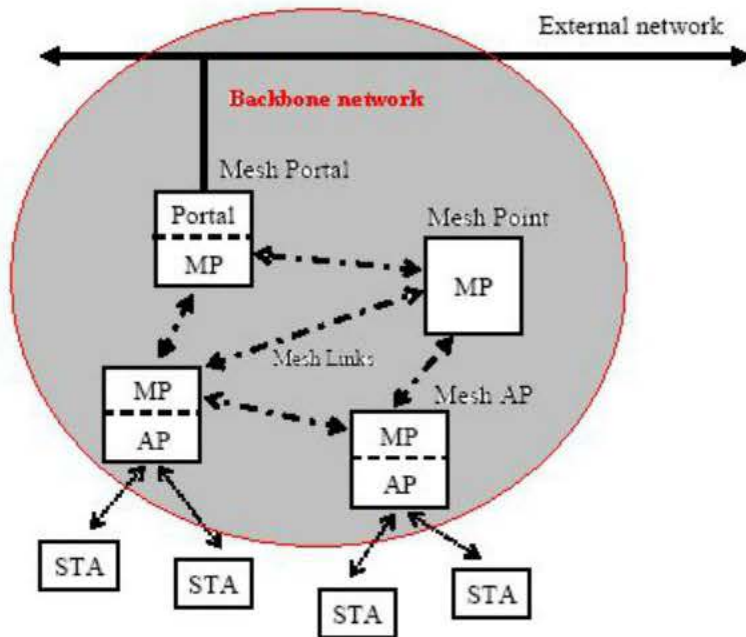 External network
Backbone network
Mesh Portal
Portal
MP
Mesh Point
MP
Mesh Links
MP
AP
Mesh AP
MP
AP
STA
STA
STA
STA